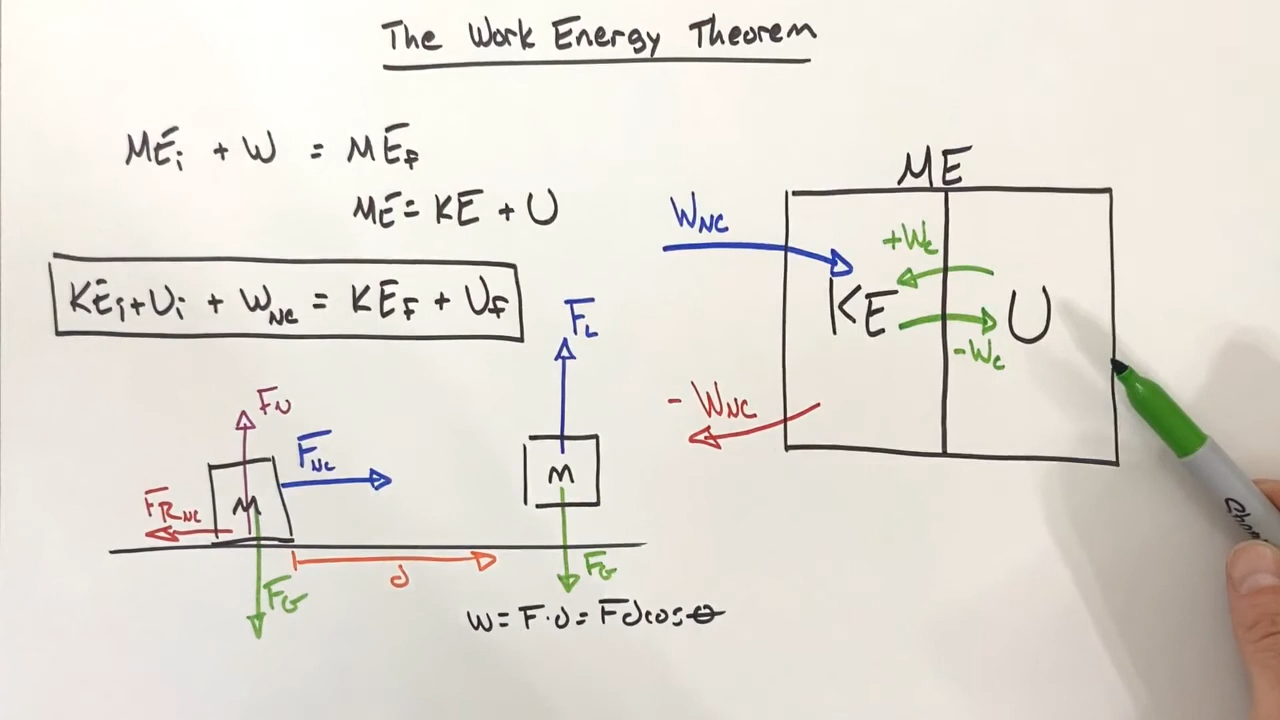 The Work Energy Theorem
MEi + W = MEf
ME = KE + U
KEi + Ui + WNC = KEf + Uf
FN
FNC
FRNC
M
FG
d
FL
M
FG
W = F·d = Fdcosθ
ME
WNC
+Wc
KE
U
-Wc
- WNC